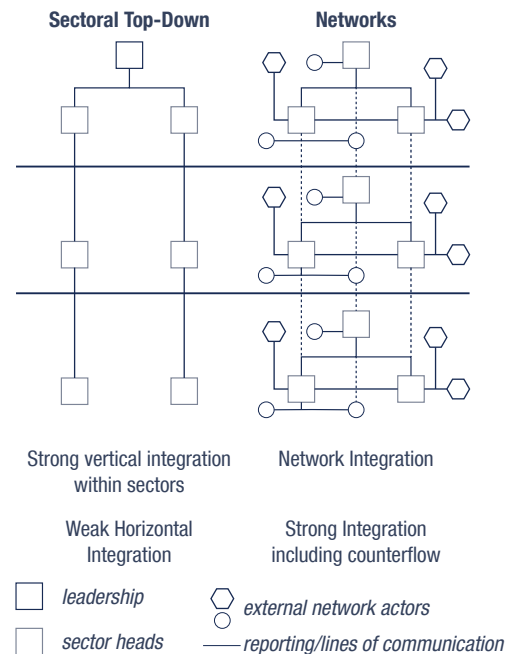 Sectoral Top-Down
Networks
Strong vertical integration
within sectors
Network Integration
Weak Horizontal
Integration
Strong Integration
including counterflow
leadership
external network actors
sector heads
reporting/lines of communication